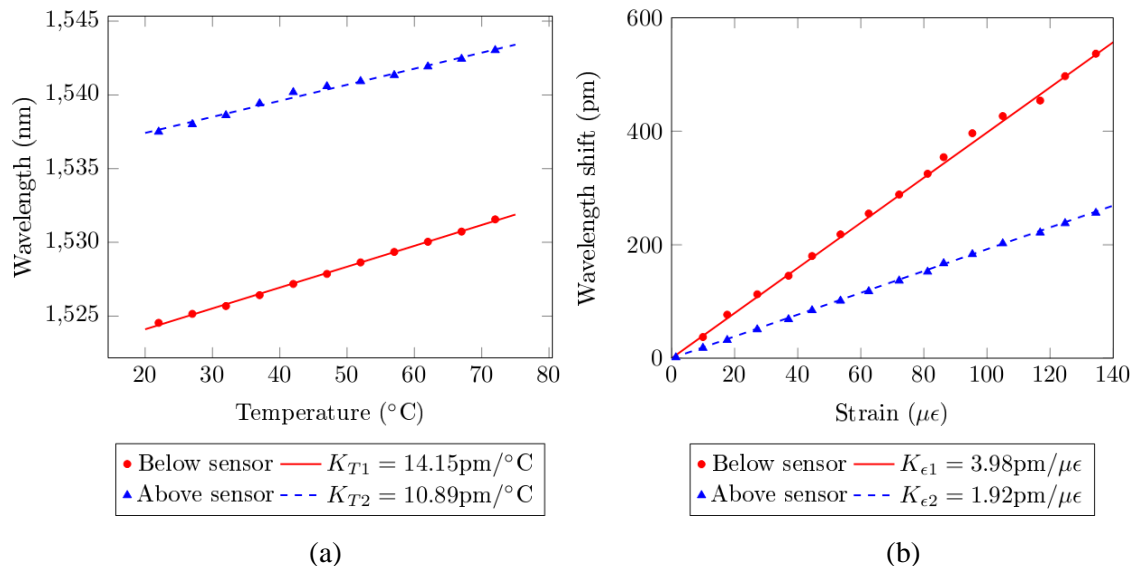 1,545
1,540
1,535
1,530
1,525
Wavelength (nm)
20 30 40 50 60 70 80
Temperature (°C)
Below sensor K_{T1} = 14.15pm/°C
Above sensor K_{T2} = 10.89pm/°C
(a)
600
400
200
0
Wavelength shift (pm)
0 20 40 60 80 100 120 140
Strain (μϵ)
Below sensor K_{ϵ1} = 3.98pm/μϵ
Above sensor K_{ϵ2} = 1.92pm/μϵ
(b)